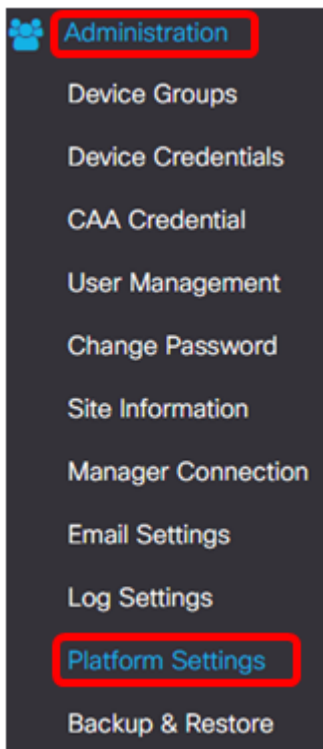 Administration
Device Groups
Device Credentials
CAA Credential
User Management
Change Password
Site Information
Manager Connection
Email Settings
Log Settings
Platform Settings
Backup & Restore